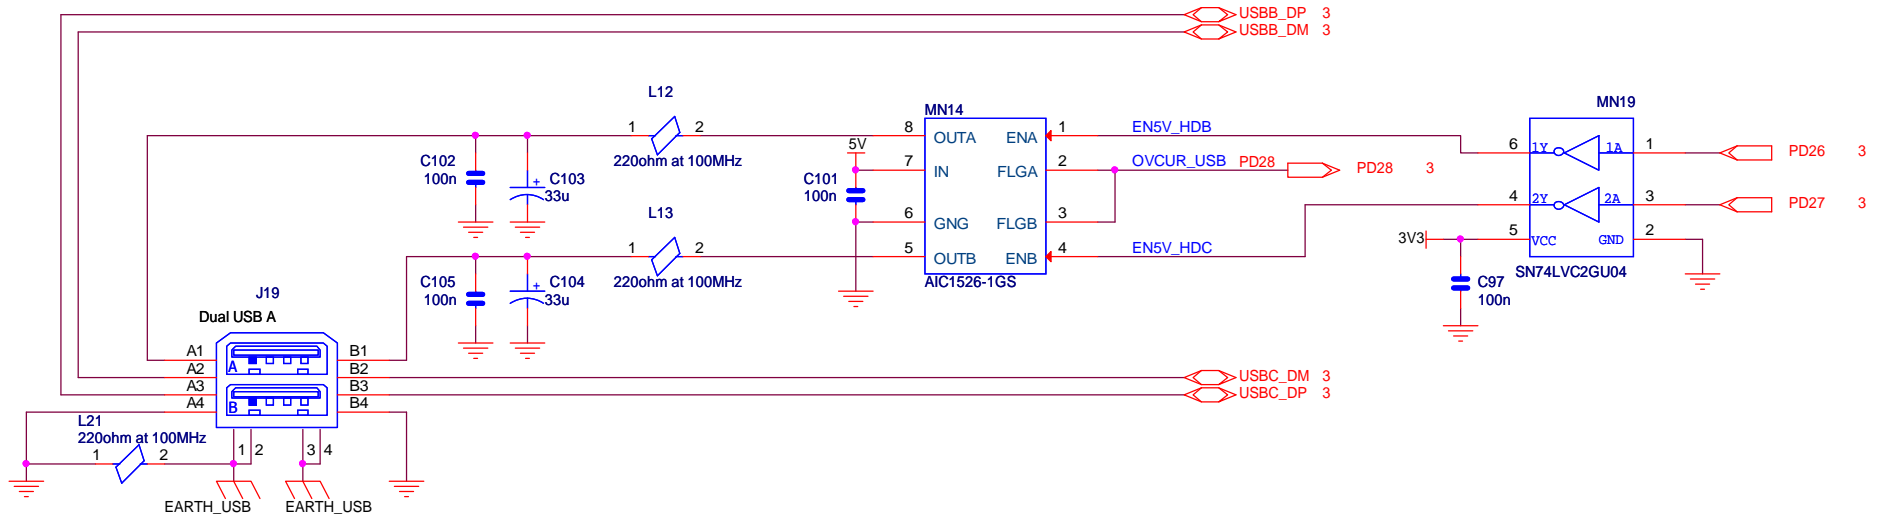 USBB_DP 3
USBB_DM 3
L12
1 2
220ohm at 100MHz
C102
100n
C103
33u
+
MN14
8 OUTA ENA 1
7 IN FLGA 2
6 GNG FLGB 3
5 OUTB ENB 4
AIC1526-1GS
5V
C101
100n
EN5V_HDB
OVCUR_USB PD28 PD28 3
EN5V_HDC
MN19
6 1Y 1A 1
4 2Y 2A 3
5 VCC GND 2
SN74LVC2GU04
PD26 3
PD27 3
3V3
C97
100n
L13
1 2
220ohm at 100MHz
C105
100n
C104
33u
+
J19
Dual USB A
A1 B1
A2 A B2
A3 B3
A4 B B4
USBC_DM 3
USBC_DP 3
L21
220ohm at 100MHz
1 2
1 2 3 4
EARTH_USB EARTH_USB